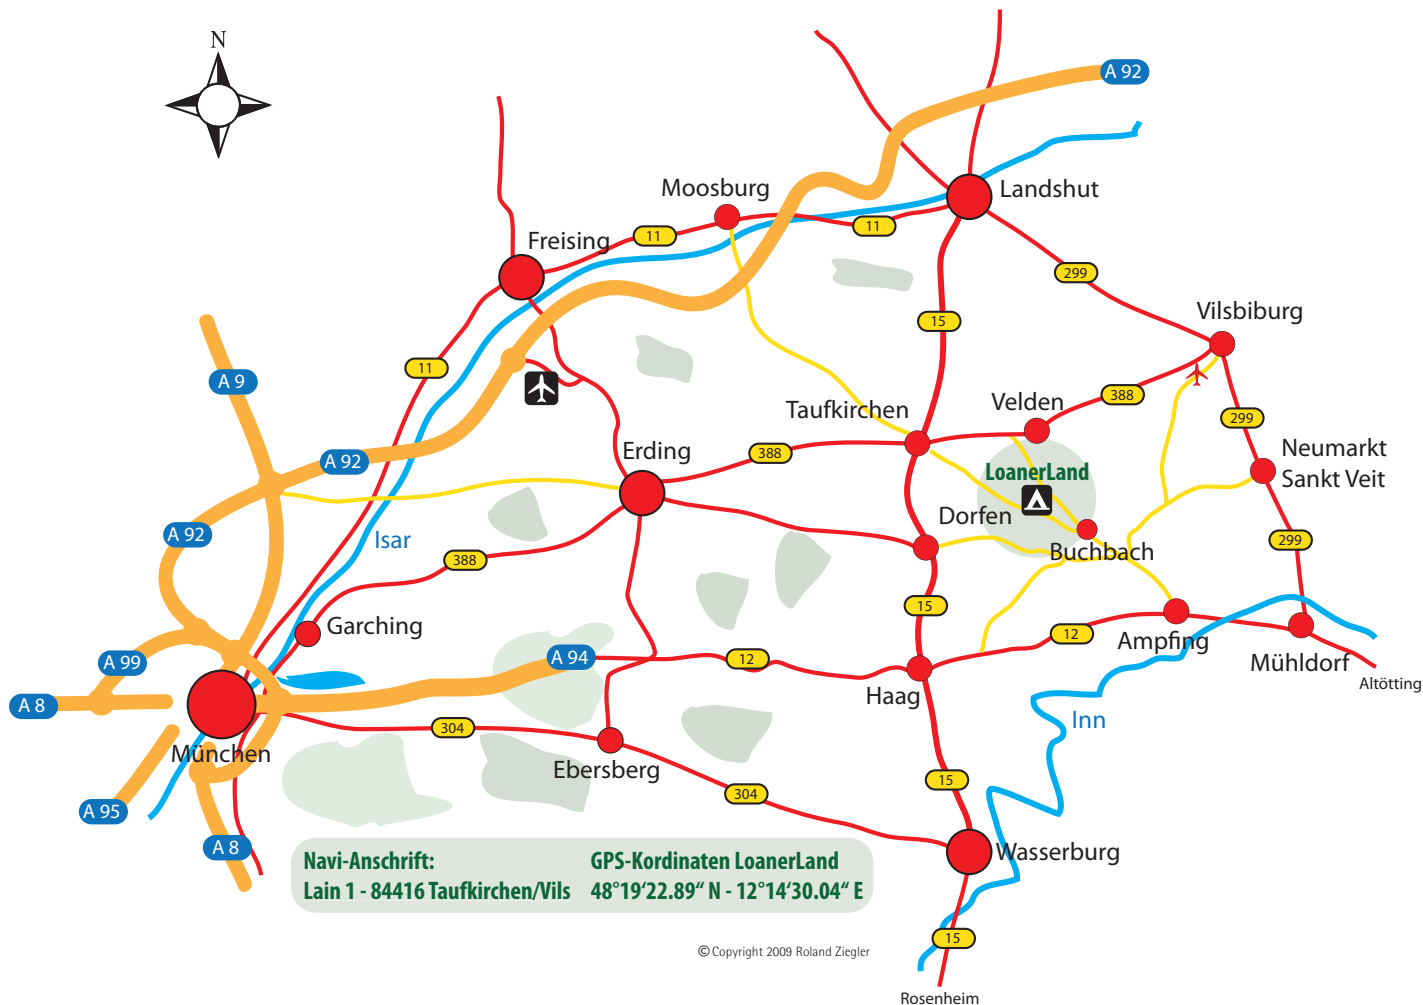 N
A 92
Moosburg
Landshut
11
11
Freising
299
Vilsbiburg
15
11
A 9
388
Velden
Taufkirchen
299
Neumarkt
Sankt Veit
388
Erding
A 92
LoanerLand
Dorfen
A 92
Isar
299
Buchbach
388
15
Garching
12
Ampfing
A 94
12
A 99
Mühldorf
Altötting
Haag
A 8
Inn
304
München
Ebersberg
15
304
A 95
A 8
Wasserburg
Navi-Anschrift:
Lain 1 - 84416 Taufkirchen/Vils
GPS-Kordinaten LoanerLand
48°19‘22.89“ N - 12°14‘30.04“ E
15
© Copyright 2009 Roland Ziegler
Rosenheim